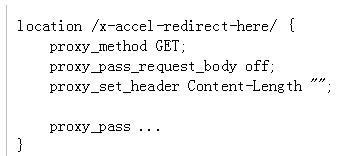 location /x-accel-redirect-here/ {
    proxy_method GET;
    proxy_pass_request_body off;
    proxy_set_header Content-Length "";
    proxy_pass ...
}